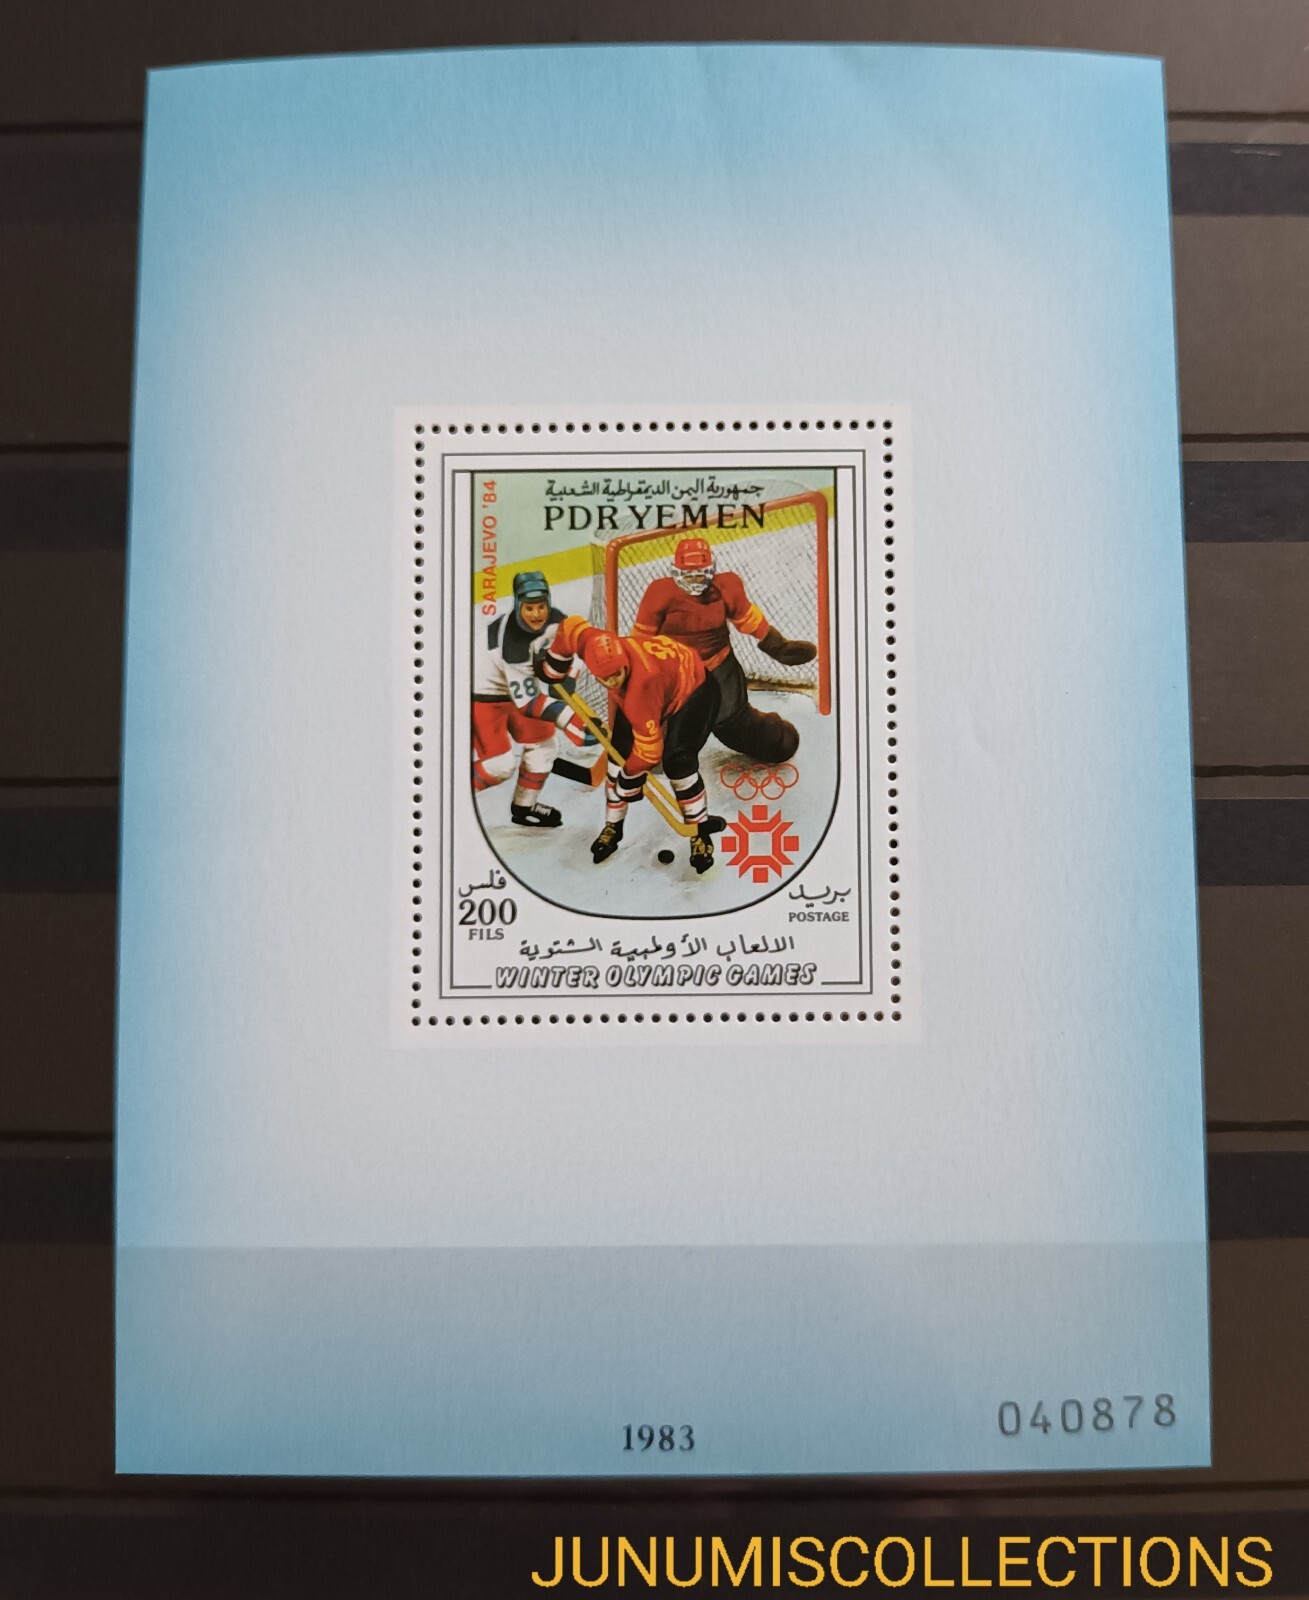 SARAJEVO '84
جمهورية اليمن الديمقراطية الشعبية
PDR YEMEN
28
2
فلس
200
FILS
بريد
POSTAGE
الالعاب الأولمبية الشتوية
WINTER OLYMPIC GAMES
1983
040878
JUNUMISCOLLECTIONS